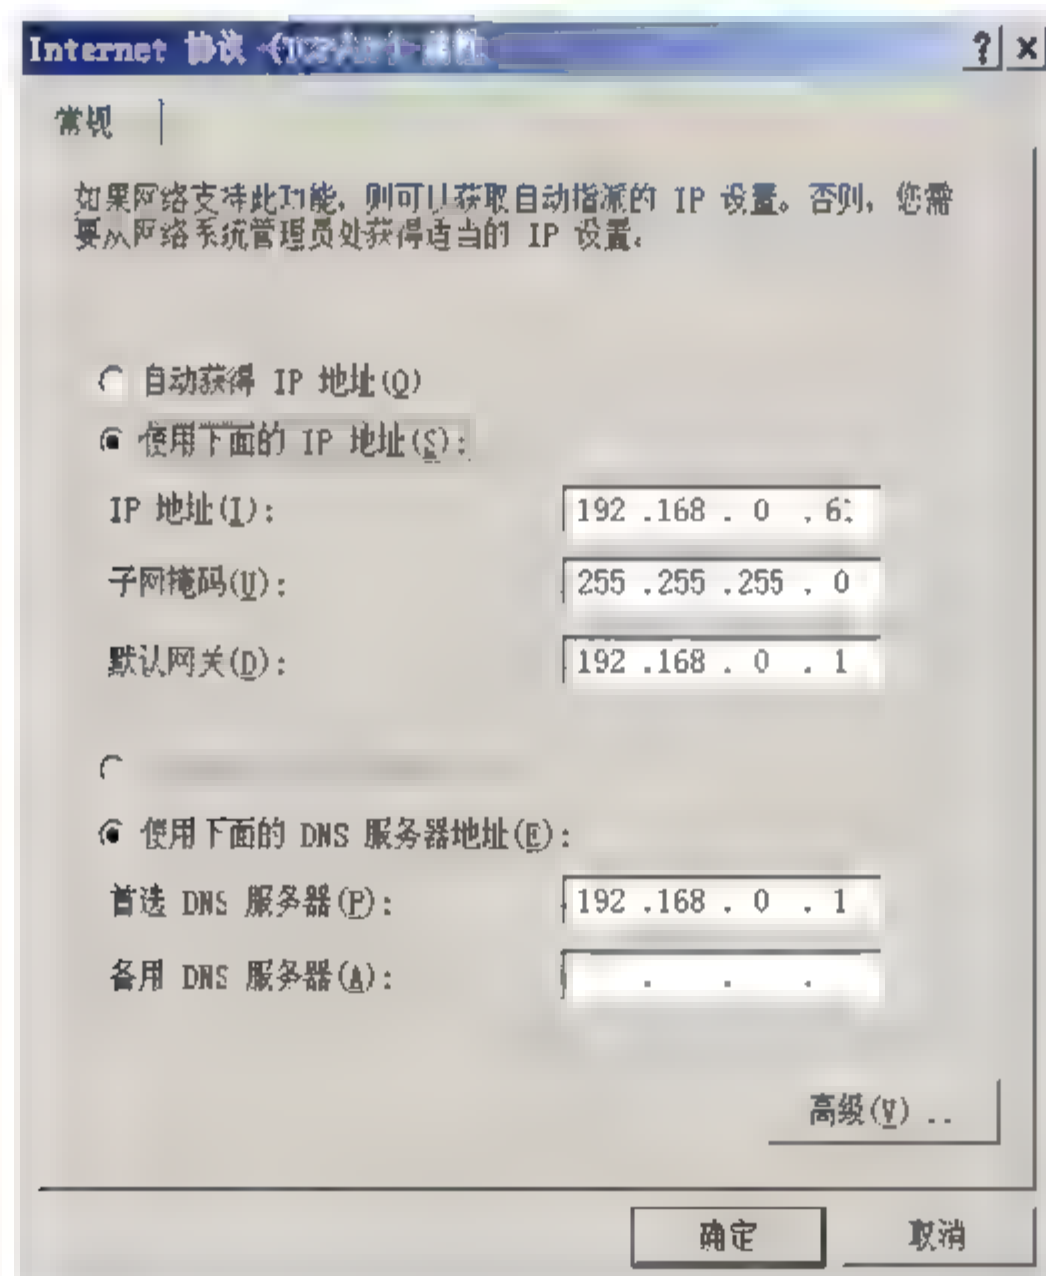 Internet 协议
常规
如果网络支持此功能,则可以获取自动指派的 IP 设置。否则,您需
要从网络系统管理员处获得适当的 IP 设置。
自动获得 IP 地址(O)
使用下面的 IP 地址(S):
IP 地址(I): 192 .168 . 0 .
子网掩码(U): 255 .255 .255 . 0
默认网关(D): 192 .168 . 0 . 1
使用下面的 DNS 服务器地址(E):
首选 DNS 服务器(P): 192 .168 . 0 . 1
备用 DNS 服务器(A): . . .
高级(V) ..
确定 取消